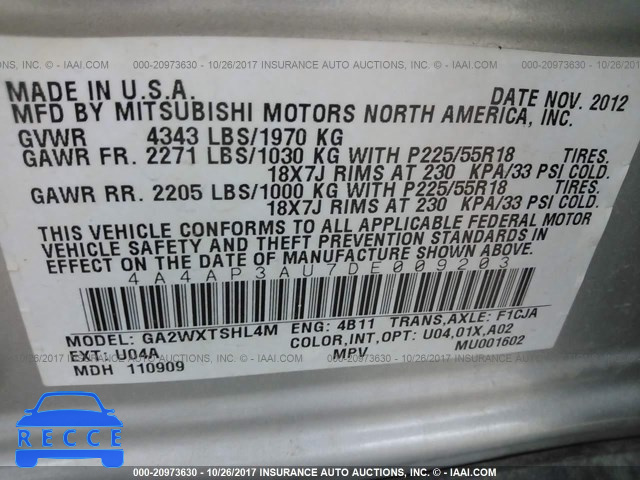 000-20973630 - 10/26/2017 INSURANCE AUTO AUCTIONS, INC. - © IAAI.COM
MADE IN U.S.A.
DATE NOV. 2012
MFD BY MITSUBISHI MOTORS NORTH AMERICA, INC.
GVWR 4343 LBS/1970 KG
GAWR FR. 2271 LBS/1030 KG WITH P225/55R18 TIRES.
18X7J RIMS AT 230 KPA/33 PSI COLD.
GAWR RR. 2205 LBS/1000 KG WITH P225/55R18 TIRES.
18X7J RIMS AT 230 KPA/33 PSI COLD.
THIS VEHICLE CONFORMS TO ALL APPLICABLE FEDERAL MOTOR
VEHICLE SAFETY AND THEFT PREVENTION STANDARDS IN
EFFECT ON THE DATE OF MANUFACTURE SHOWN ABOVE.
4A4AP3AU7DE009203
MODEL: GA2WXTSHL4M ENG: 4B11 TRANS,AXLE: F1CJA
EXT: U04A COLOR,INT,OPT: U04,01X,A02
MDH 110909 MPV MU001602
RECCE
000-20973630 - 10/26/2017 INSURANCE AUTO AUCTIONS, INC. - © IAAI.COM